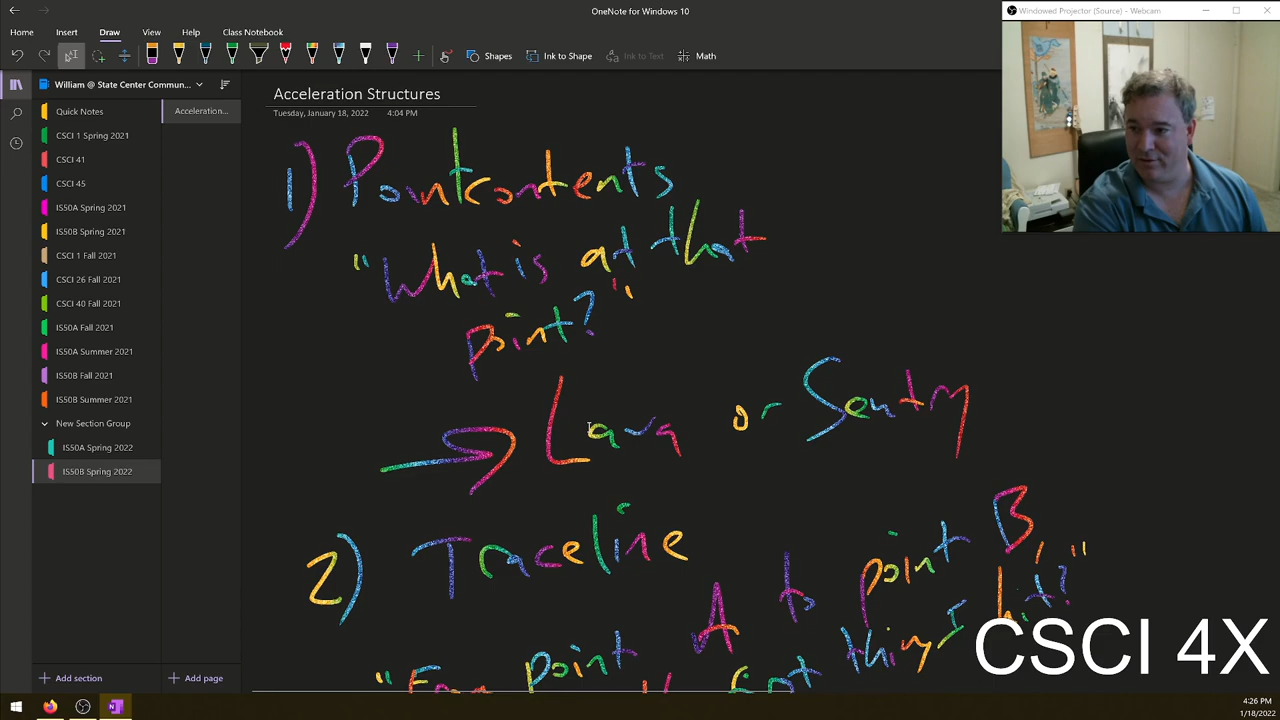 OneNote for Windows 10
Windowed Projector (Source) - Webcam
Home Insert Draw View Help Class Notebook
Shapes Ink to Shape Ink to Text Math
William @ State Center Commun...
Quick Notes
CSCI 1 Spring 2021
CSCI 41
CSCI 45
IS50A Spring 2021
IS50B Spring 2021
CSCI 1 Fall 2021
CSCI 26 Fall 2021
CSCI 40 Fall 2021
IS50A Fall 2021
IS50A Summer 2021
IS50B Fall 2021
IS50B Summer 2021
New Section Group
IS50A Spring 2022
IS50B Spring 2022
Add section
Acceleration...
Add page
Acceleration Structures
Tuesday, January 18, 2022 4:04 PM
1) Pointcontents
"What is at that
point?"
Lava or Sentry
2) Traceline
"From point A to point B,
first thing I hit?"
CSCI 4X
4:26 PM
1/18/2022